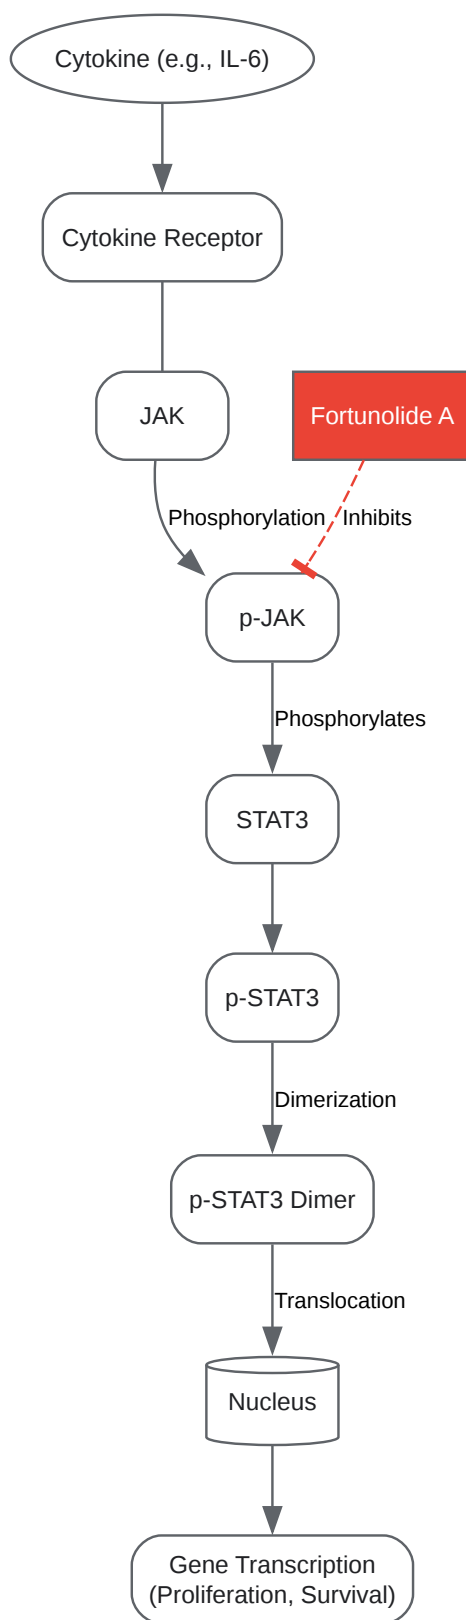 Cytokine (e.g., IL-6)
Cytokine Receptor
JAK
Fortunolide A
Phosphorylation
Inhibits
p-JAK
Phosphorylates
STAT3
p-STAT3
Dimerization
p-STAT3 Dimer
Translocation
Nucleus
Gene Transcription
(Proliferation, Survival)